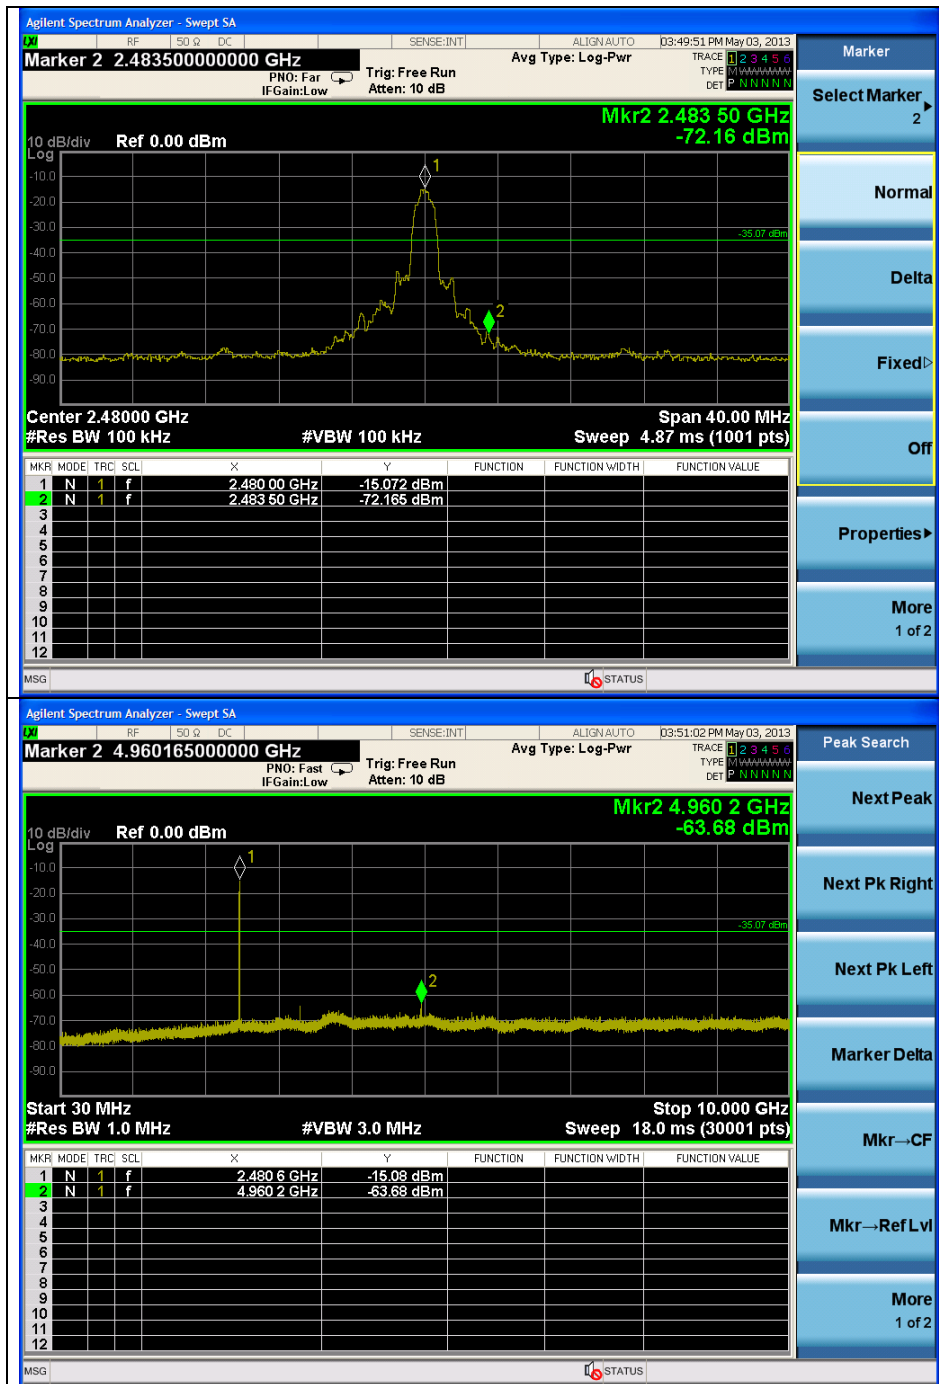 Agilent Spectrum Analyzer - Swept SA
LXI RF 50 Ω DC SENSE:INT ALIGNAUTO 03:49:51 PM May 03, 2013
Marker 2 2.483500000000 GHz
PNO: Far
IFGain:Low
Trig: Free Run
Atten: 10 dB
Avg Type: Log-Pwr
TRACE 1 2 3 4 5 6
TYPE M
DET P N N N N N
Mkr2 2.483 50 GHz
-72.16 dBm
10 dB/div Ref 0.00 dBm
Log
1
-10.0
-20.0
-30.0
-35.07 dBm
-40.0
-50.0
-60.0
2
-70.0
-80.0
-90.0
Center 2.48000 GHz Span 40.00 MHz
#Res BW 100 kHz #VBW 100 kHz Sweep 4.87 ms (1001 pts)
MKR MODE TRC SCL X Y FUNCTION FUNCTION WIDTH FUNCTION VALUE
1 N 1 f 2.480 00 GHz -15.072 dBm
2 N 1 f 2.483 50 GHz -72.165 dBm
3
4
5
6
7
8
9
10
11
12
MSG STATUS
Marker
Select Marker
2
Normal
Delta
Fixed
Off
Properties
More
1 of 2
Agilent Spectrum Analyzer - Swept SA
LXI RF 50 Ω DC SENSE:INT ALIGNAUTO 03:51:02 PM May 03, 2013
Marker 2 4.960165000000 GHz
PNO: Fast
IFGain:Low
Trig: Free Run
Atten: 10 dB
Avg Type: Log-Pwr
TRACE 1 2 3 4 5 6
TYPE M
DET P N N N N N
Mkr2 4.960 2 GHz
-63.68 dBm
10 dB/div Ref 0.00 dBm
Log
1
-10.0
-20.0
-30.0
-35.07 dBm
-40.0
-50.0
2
-60.0
-70.0
-80.0
-90.0
Start 30 MHz Stop 10.000 GHz
#Res BW 1.0 MHz #VBW 3.0 MHz Sweep 18.0 ms (30001 pts)
MKR MODE TRC SCL X Y FUNCTION FUNCTION WIDTH FUNCTION VALUE
1 N 1 f 2.480 6 GHz -15.08 dBm
2 N 1 f 4.960 2 GHz -63.68 dBm
3
4
5
6
7
8
9
10
11
12
MSG STATUS
Peak Search
Next Peak
Next Pk Right
Next Pk Left
Marker Delta
Mkr→CF
Mkr→Ref Lvl
More
1 of 2